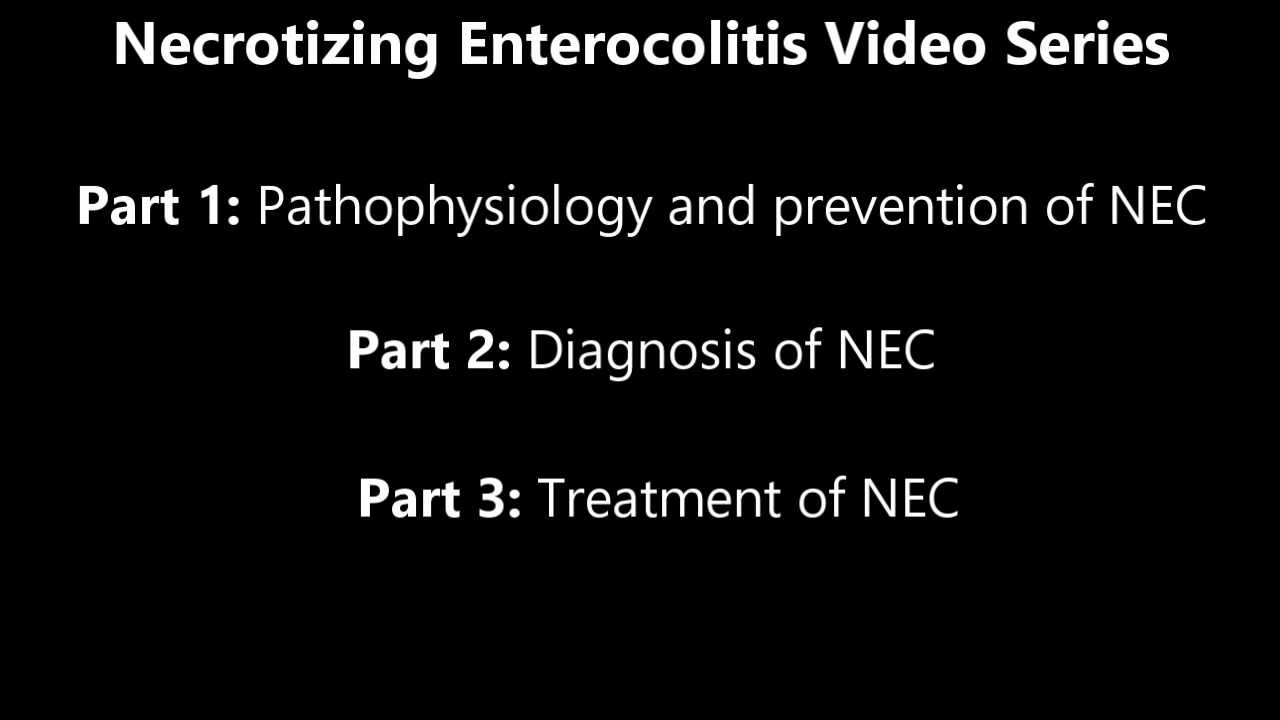 Necrotizing Enterocolitis Video Series
Part 1: Pathophysiology and prevention of NEC
Part 2: Diagnosis of NEC
Part 3: Treatment of NEC